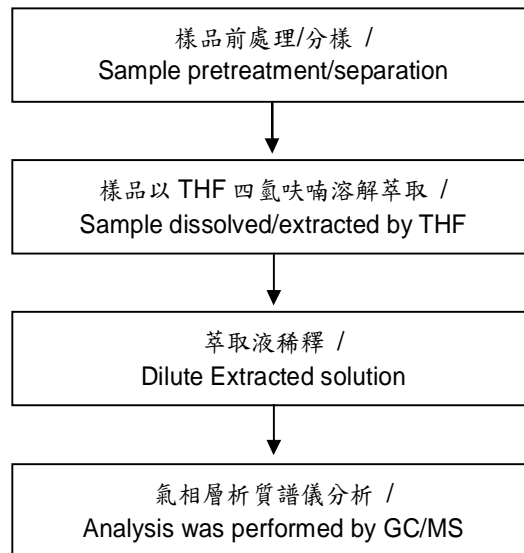 樣品前處理/分樣 /
Sample pretreatment/separation
樣品以 THF 四氫呋喃溶解萃取 /
Sample dissolved/extracted by THF
萃取液稀釋 /
Dilute Extracted solution
氣相層析質譜儀分析 /
Analysis was performed by GC/MS